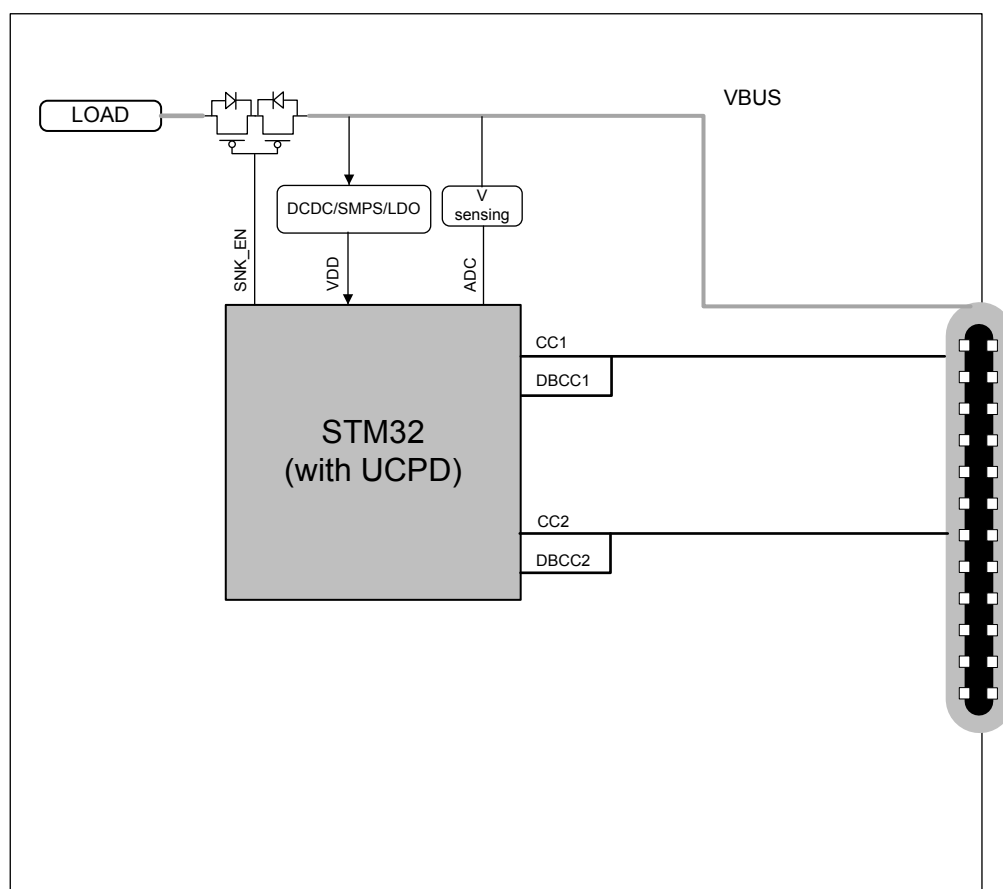 VBUS
LOAD
DCDC/SMPS/LDO
V
sensing
SNK_EN
VDD
ADC
CC1
DBCC1
STM32
(with UCPD)
CC2
DBCC2